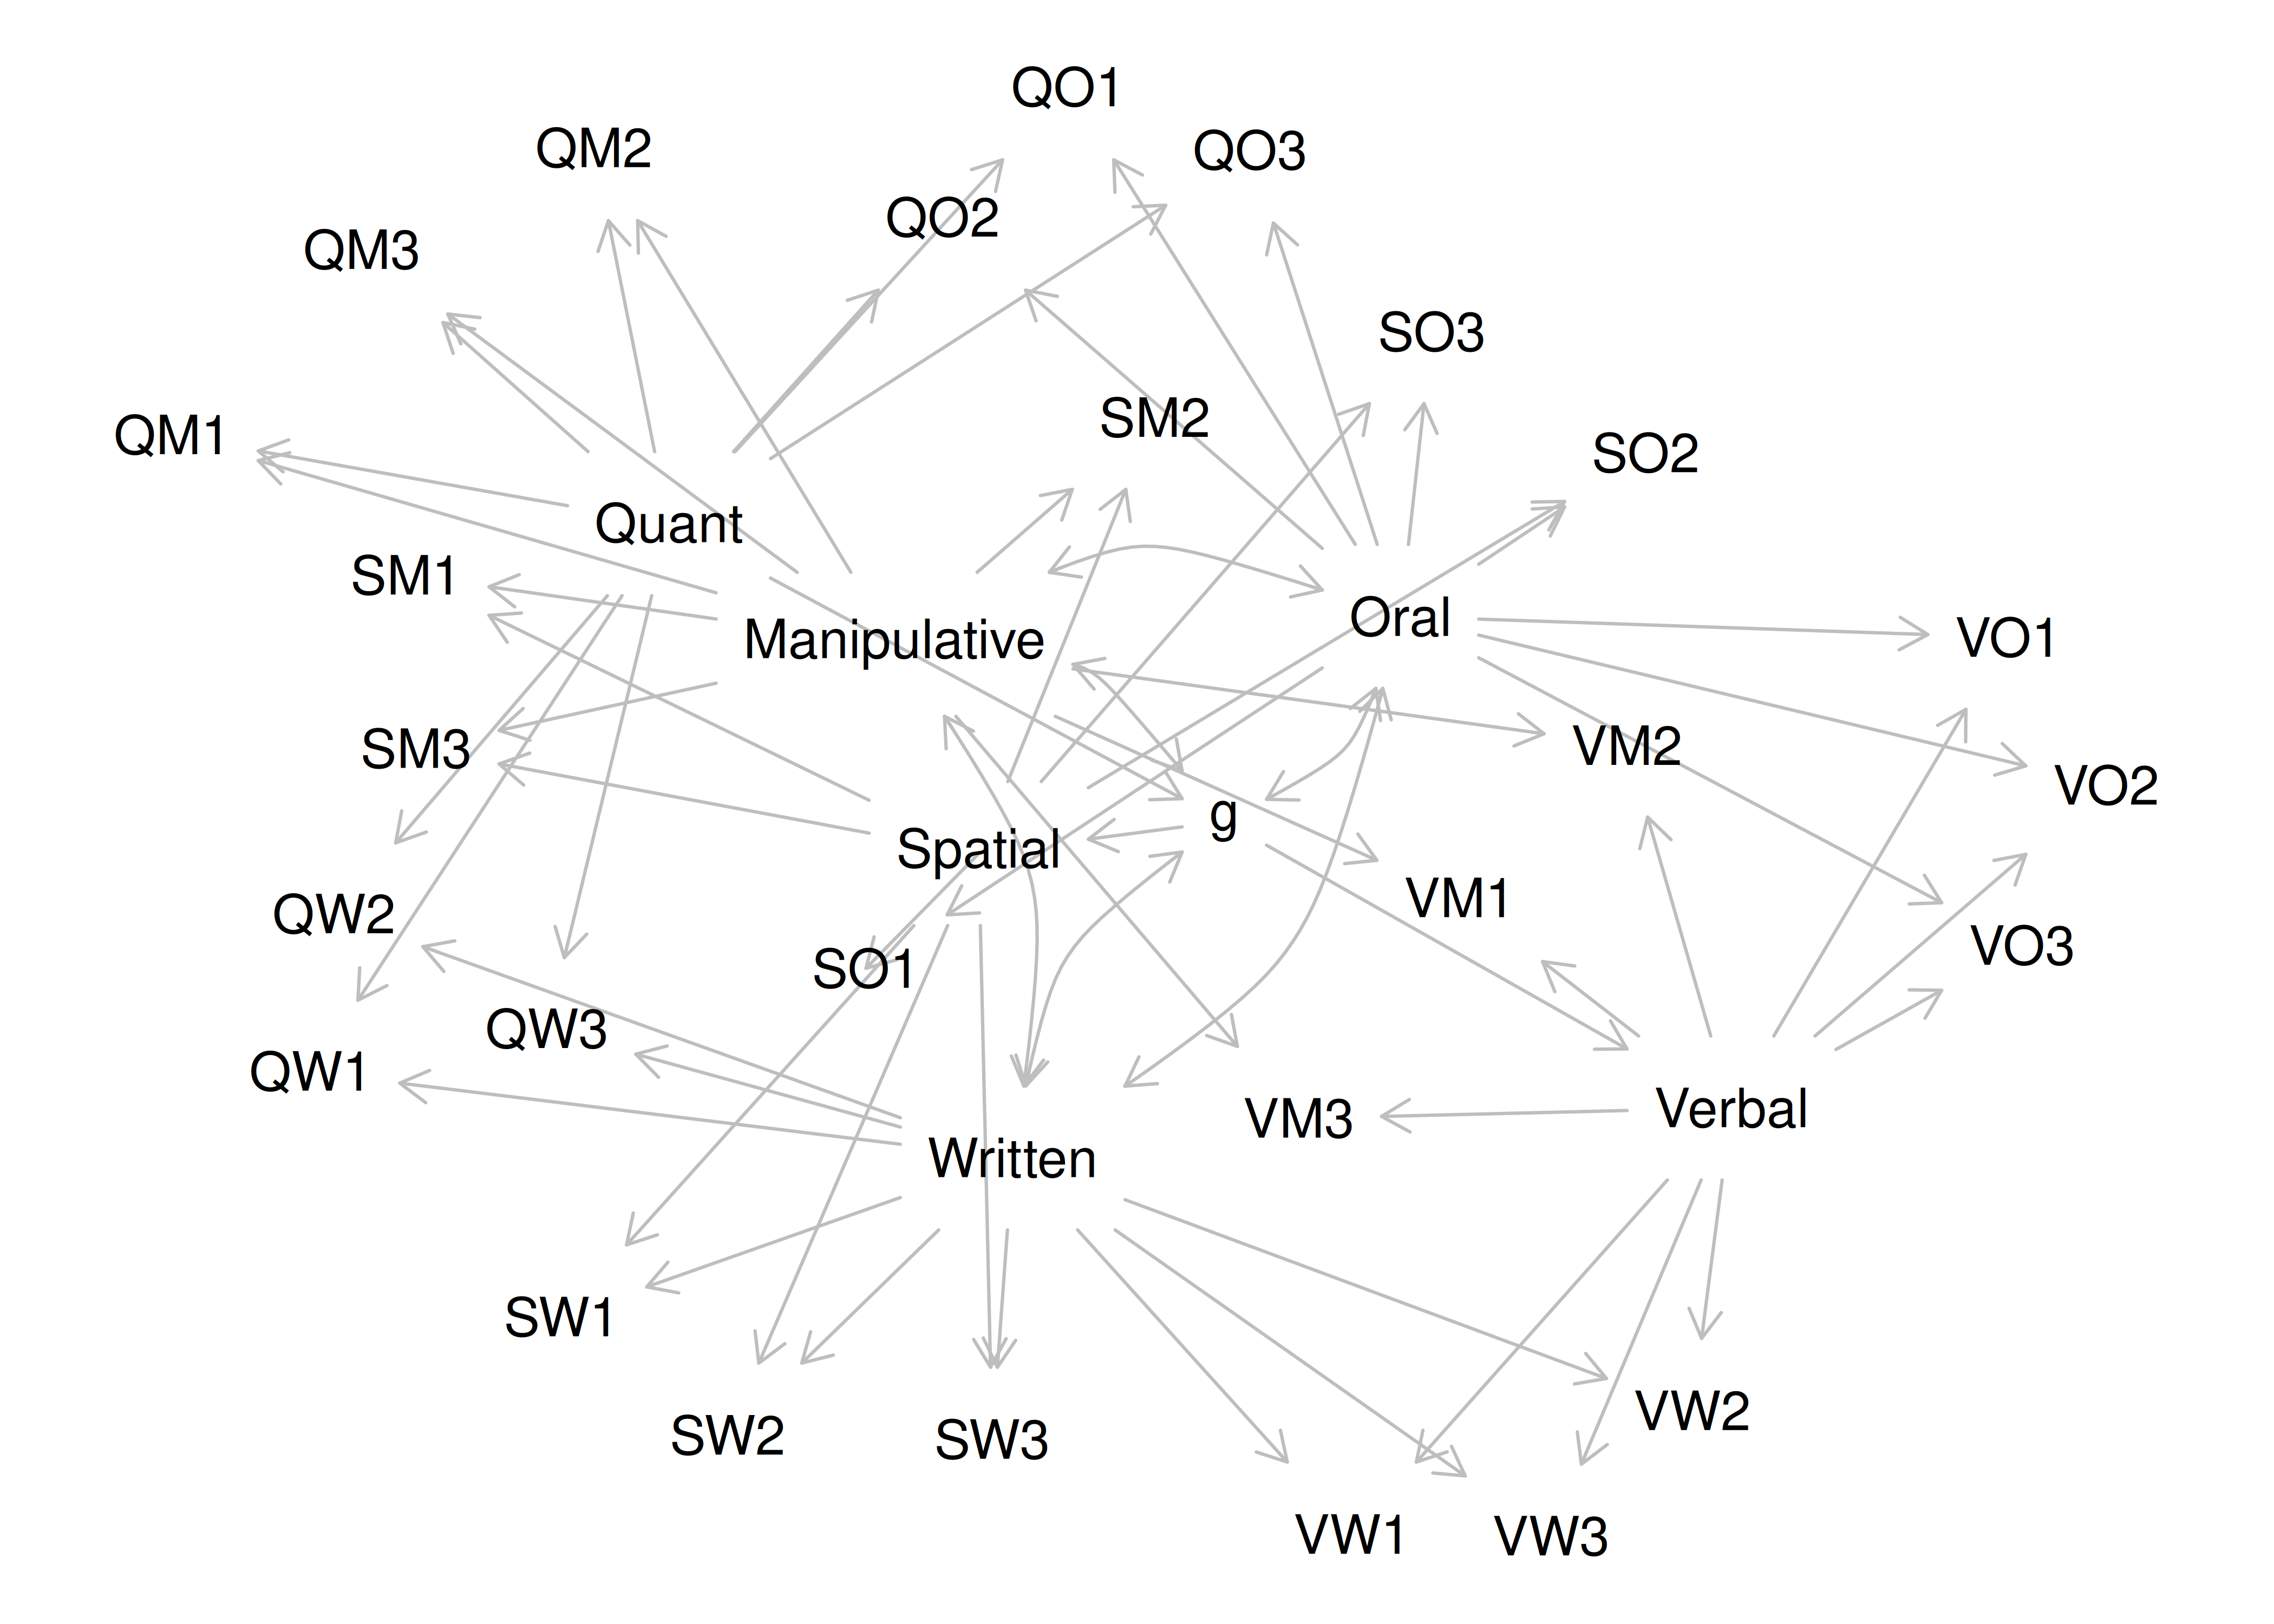 QO1
QM2
QO3
QO2
QM3
SO3
SM2
QM1
SO2
Quant
SM1
Oral
VO1
Manipulative
SM3
VM2
VO2
g
Spatial
VM1
QW2
VO3
SO1
QW3
QW1
Verbal
VM3
Written
SW1
VW2
SW2
SW3
VW1
VW3